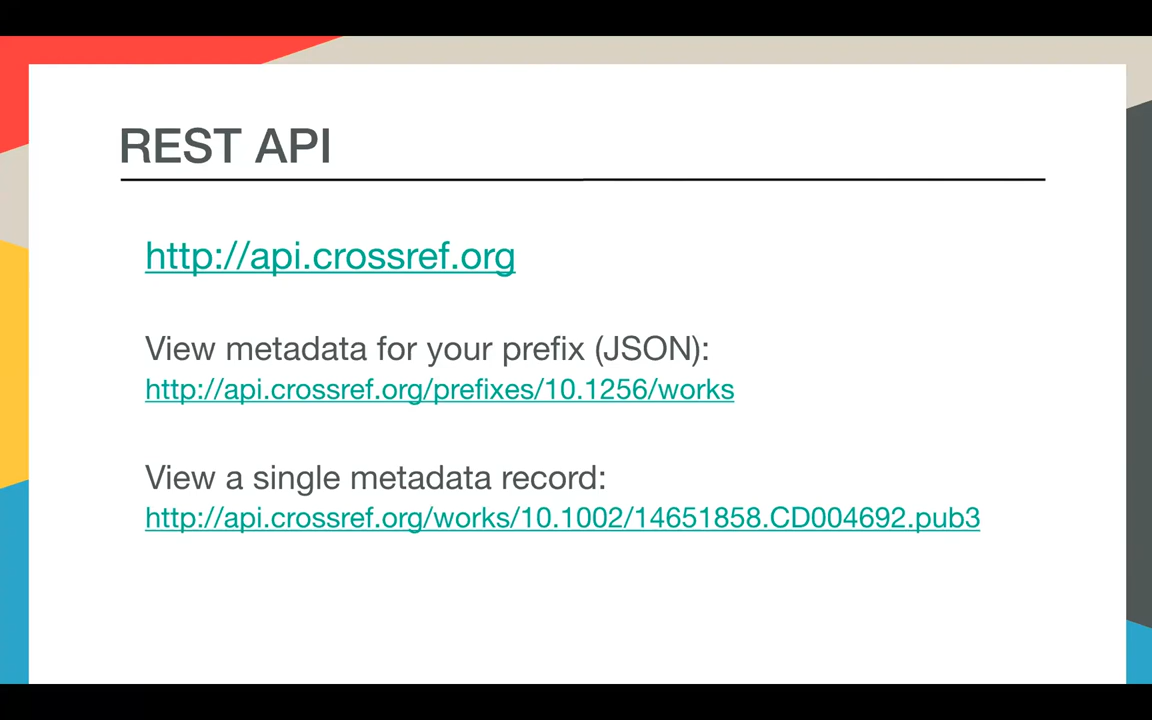 REST API
http://api.crossref.org
View metadata for your prefix (JSON):
http://api.crossref.org/prefixes/10.1256/works
View a single metadata record:
http://api.crossref.org/works/10.1002/14651858.CD004692.pub3